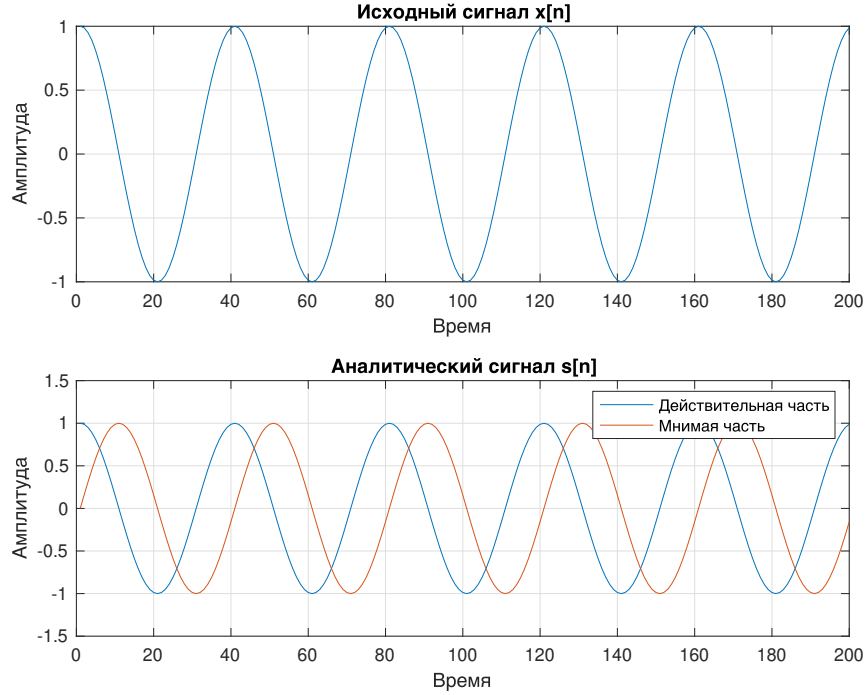 Исходный сигнал x[n]
1
0.5
0
-0.5
-1
Амплитуда
0 20 40 60 80 100 120 140 160 180 200
Время
Аналитический сигнал s[n]
1.5
1
0.5
0
-0.5
-1
-1.5
Амплитуда
Действительная часть
Мнимая часть
0 20 40 60 80 100 120 140 160 180 200
Время